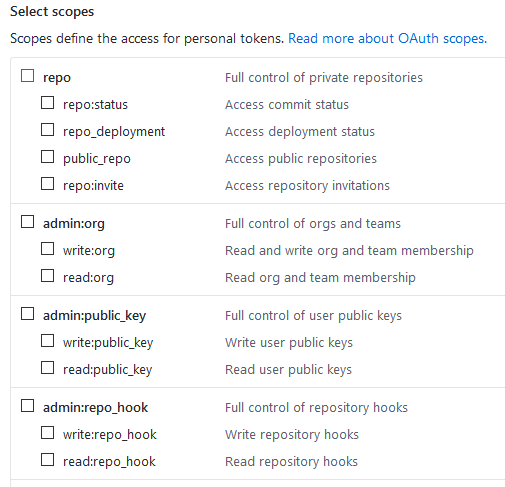 Select scopes
Scopes define the access for personal tokens. Read more about OAuth scopes.
repo Full control of private repositories
repo:status Access commit status
repo_deployment Access deployment status
public_repo Access public repositories
repo:invite Access repository invitations
admin:org Full control of orgs and teams
write:org Read and write org and team membership
read:org Read org and team membership
admin:public_key Full control of user public keys
write:public_key Write user public keys
read:public_key Read user public keys
admin:repo_hook Full control of repository hooks
write:repo_hook Write repository hooks
read:repo_hook Read repository hooks